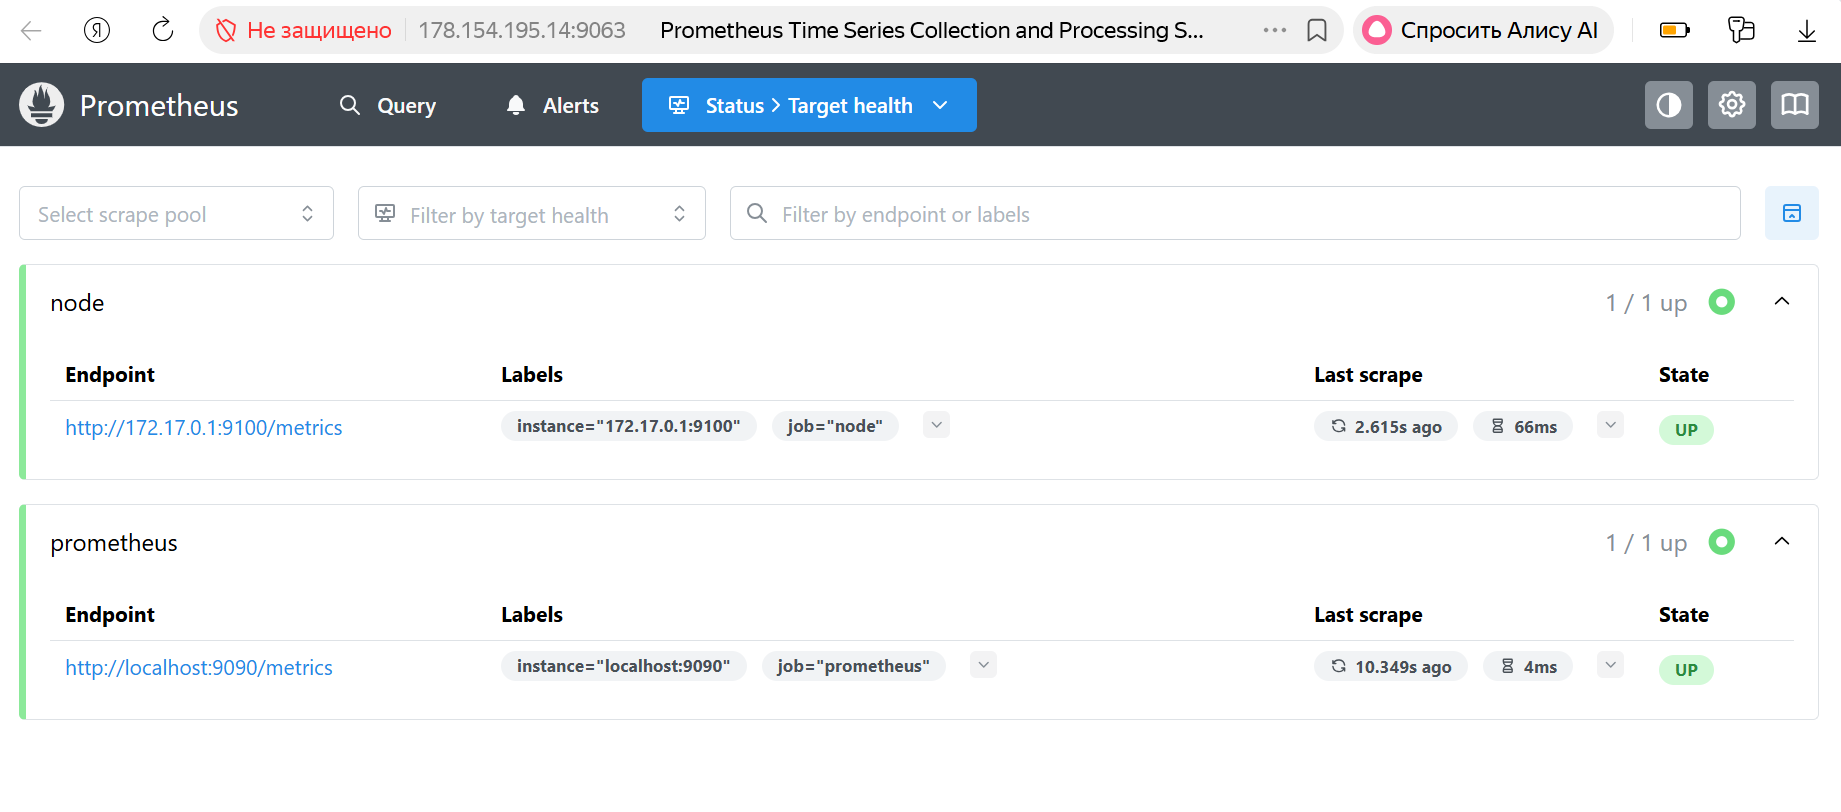 Не защищено 178.154.195.14:9063 Prometheus Time Series Collection and Processing S... Спросить Алису AI
Prometheus Query Alerts Status > Target health
Select scrape pool Filter by target health Filter by endpoint or labels
node 1 / 1 up
Endpoint Labels Last scrape State
http://172.17.0.1:9100/metrics instance="172.17.0.1:9100" job="node" 2.615s ago 66ms UP
prometheus 1 / 1 up
Endpoint Labels Last scrape State
http://localhost:9090/metrics instance="localhost:9090" job="prometheus" 10.349s ago 4ms UP